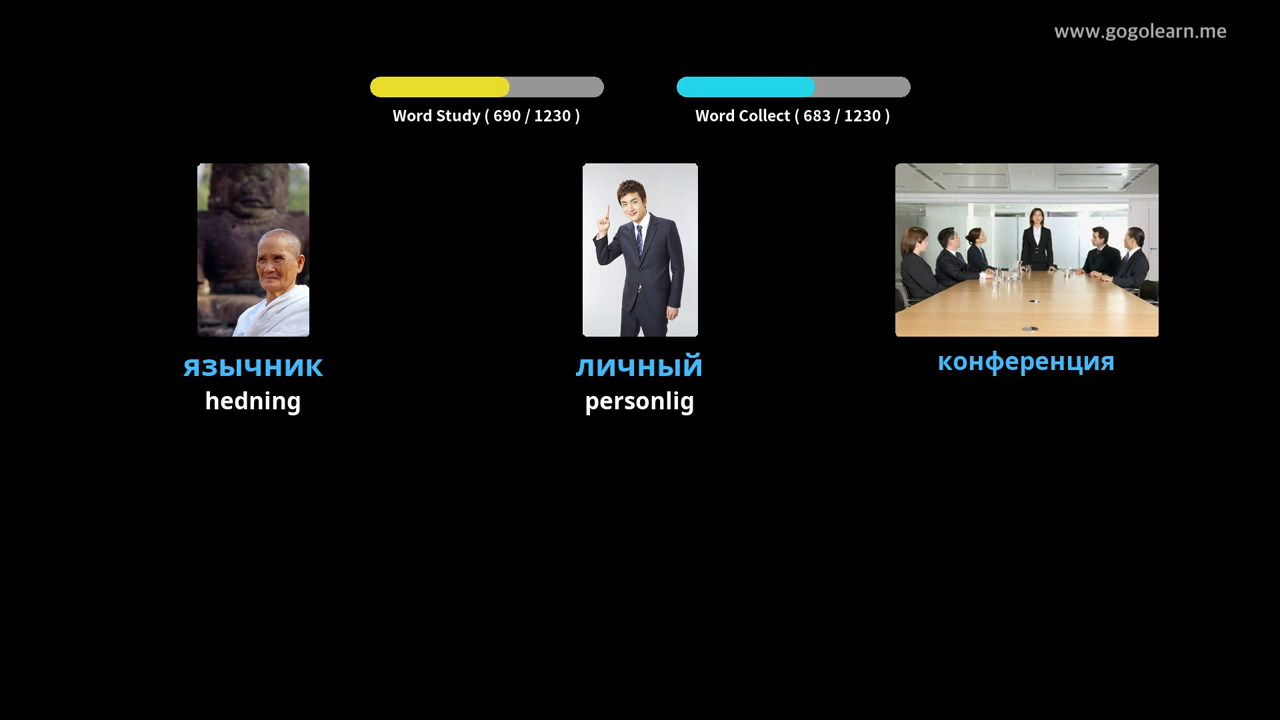 www.gogolearn.me
Word Study ( 690 / 1230 )
Word Collect ( 683 / 1230 )
язычник
hedning
личный
personlig
конференция